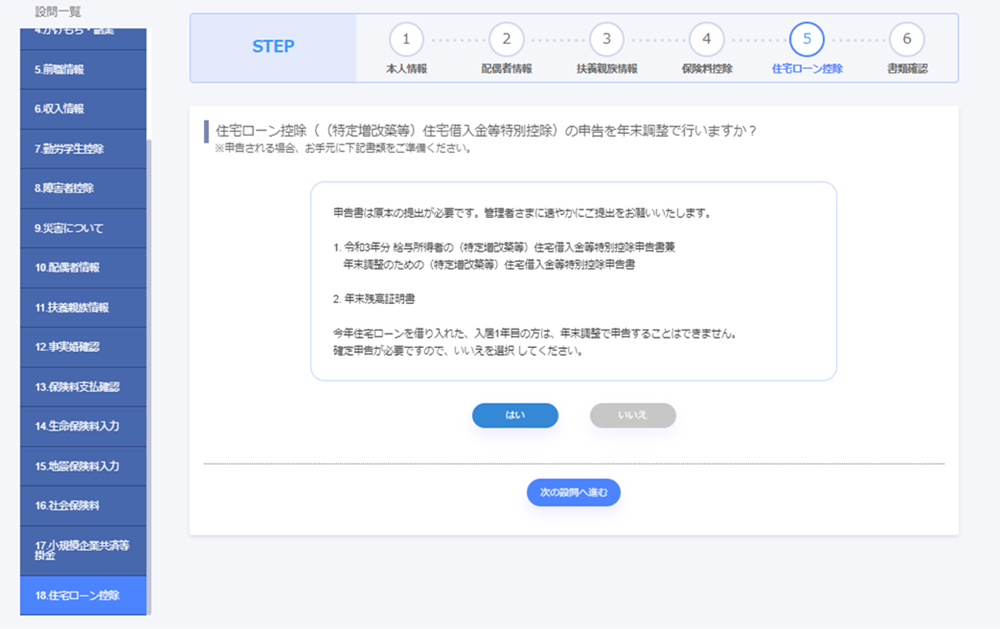 設問一覧
4.かけもち・副業
5.前職情報
6.収入情報
7.勤労学生控除
8.障害者控除
9.災害について
10.配偶者情報
11.扶養親族情報
12.事実婚確認
13.保険料支払確認
14.生命保険料入力
15.地震保険料入力
16.社会保険料
17.小規模企業共済等
掛金
18.住宅ローン控除
STEP
1
本人情報
2
配偶者情報
3
扶養親族情報
4
保険料控除
5
住宅ローン控除
6
書類確認
住宅ローン控除（（特定増改築等）住宅借入金等特別控除）の申告を年末調整で行いますか？
※申告される場合、お手元に下記書類をご準備ください。
申告書は原本の提出が必要です。管理者さまに速やかにご提出をお願いいたします。
1. 令和3年分 給与所得者の（特定増改築等）住宅借入金等特別控除申告書兼
年末調整のための（特定増改築等）住宅借入金等特別控除申告書
2. 年末残高証明書
今年住宅ローンを借り入れた、入居1年目の方は、年末調整で申告することはできません。
確定申告が必要ですので、いいえを選択 してください。
はい
いいえ
次の設問へ進む